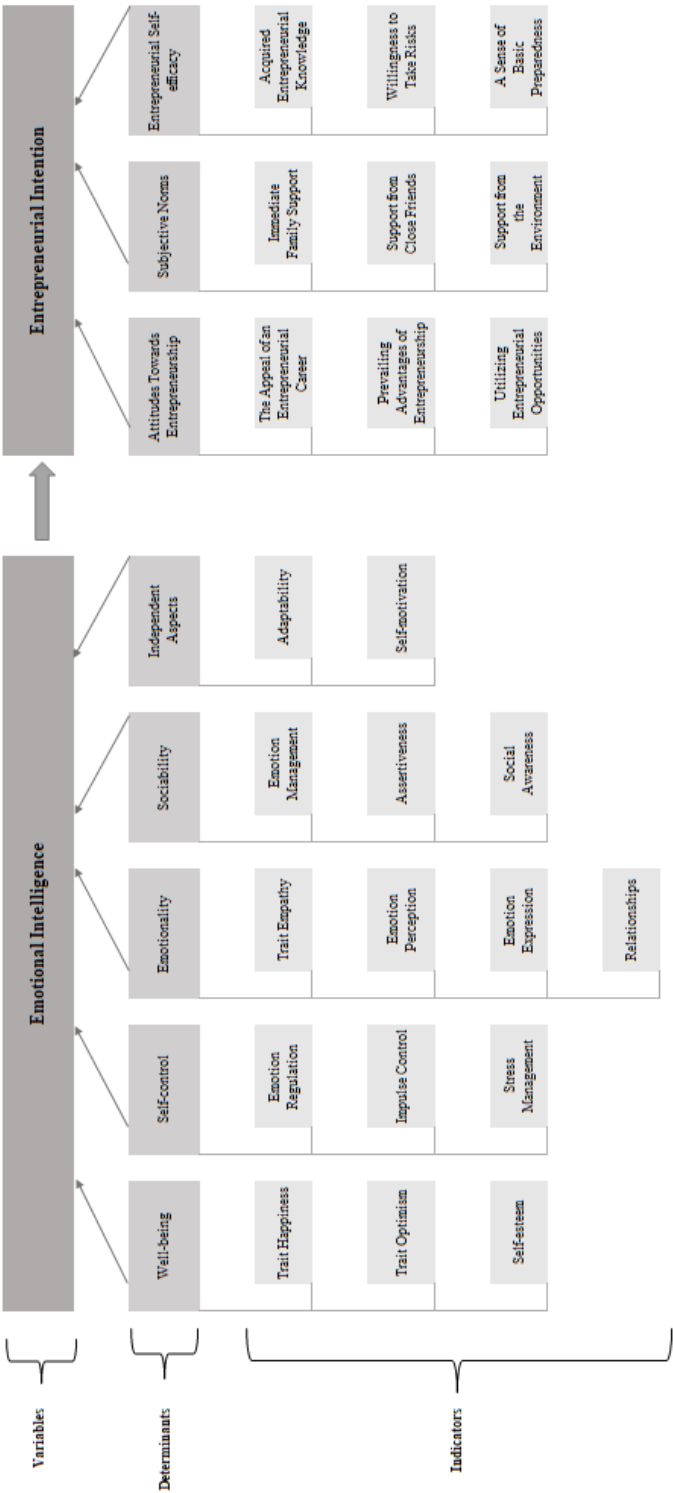 Variables
Emotional Intelligence
Entrepreneurial Intention
Determinants
Well-being
Self-control
Emotionality
Sociability
Independent
Aspects
Attitudes Towards
Entrepreneurship
Subjective Norms
Entrepreneurial Self-
efficacy
Indicators
Trait Happiness
Emotion
Regulation
Trait Empathy
Emotion
Management
Adaptability
The Appeal of an
Entrepreneurial
Career
Immediate
Family Support
Acquired
Entrepreneurial
Knowledge
Trait Optimism
Impulse Control
Emotion
Perception
Assertiveness
Self-motivation
Prevailing
Advantages of
Entrepreneurship
Support from
Close Friends
Willingness to
Take Risks
Self-esteem
Stress
Management
Emotion
Expression
Social
Awareness
Utilizing
Entrepreneurial
Opportunities
Support from
the
Environment
A Sense of
Basic
Preparedness
Relationships